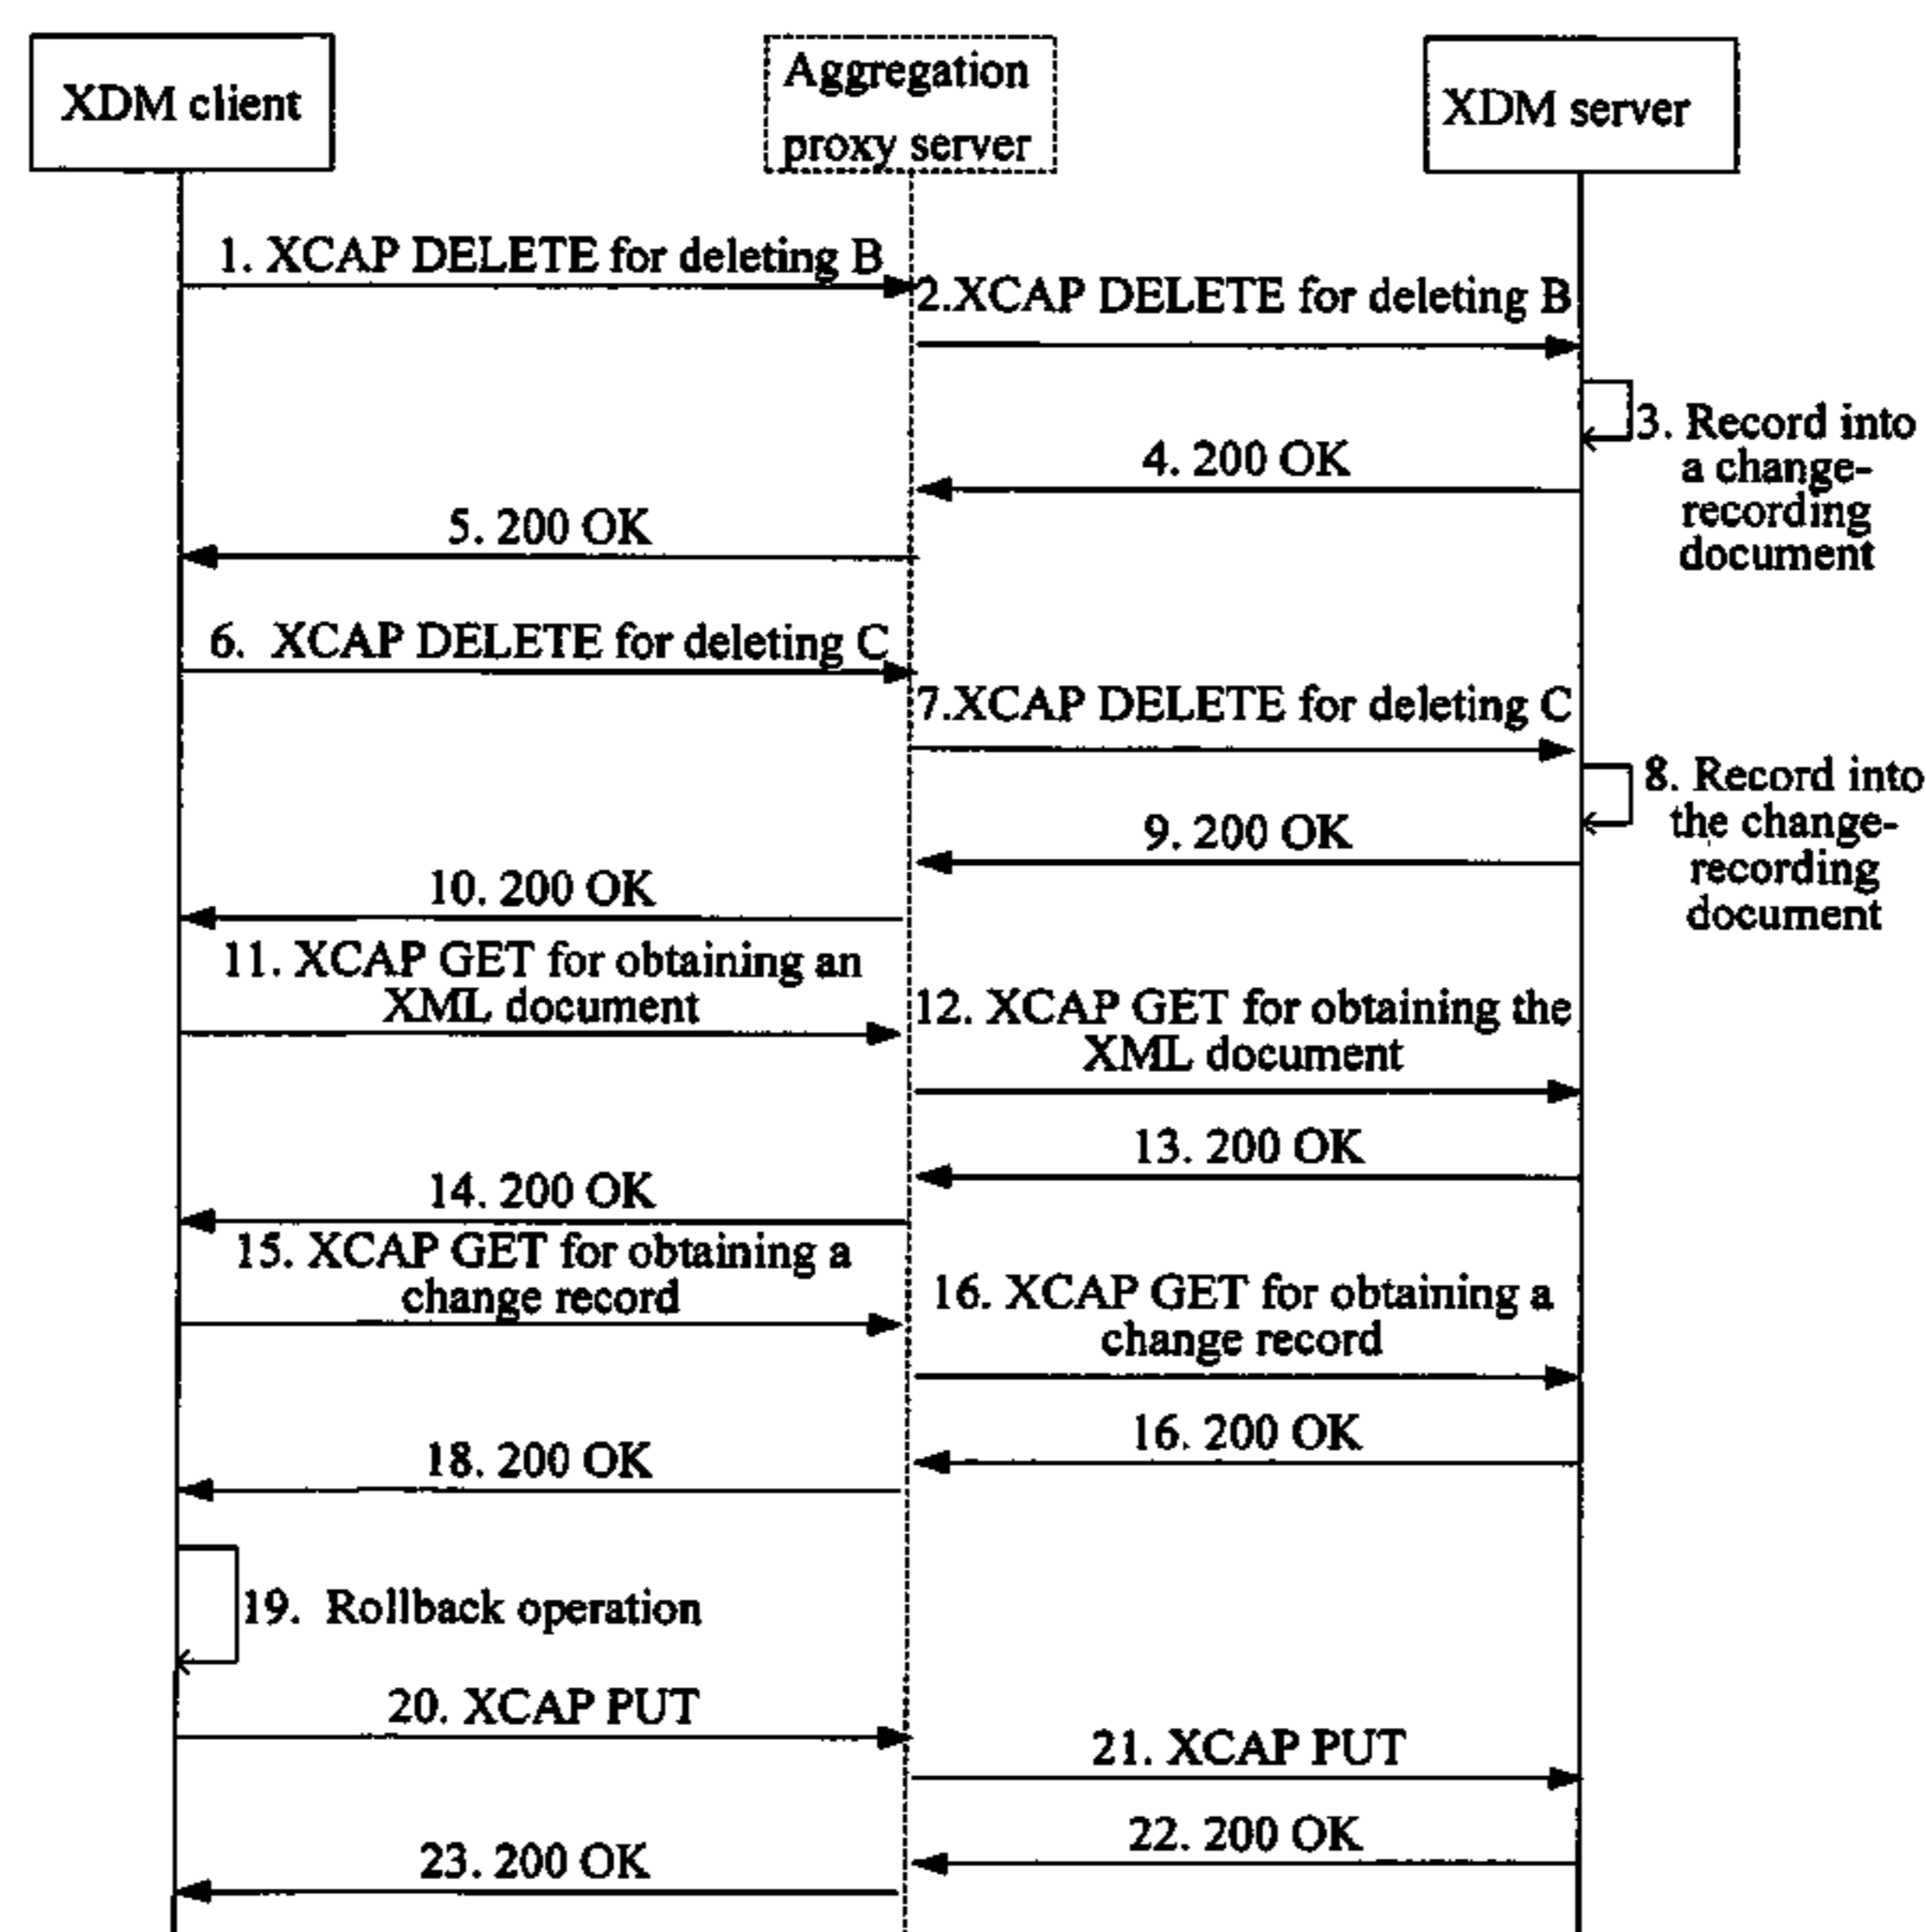 XDM client
Aggregation
proxy server
XDM server
1. XCAP DELETE for deleting B
2.XCAP DELETE for deleting B
3. Record into
a change-
recording
document
4. 200 OK
5. 200 OK
6. XCAP DELETE for deleting C
7.XCAP DELETE for deleting C
8. Record into
the change-
recording
document
9. 200 OK
10. 200 OK
11. XCAP GET for obtaining an
XML document
12. XCAP GET for obtaining the
XML document
13. 200 OK
14. 200 OK
15. XCAP GET for obtaining a
change record
16. XCAP GET for obtaining a
change record
16. 200 OK
18. 200 OK
19. Rollback operation
20. XCAP PUT
21. XCAP PUT
22. 200 OK
23. 200 OK